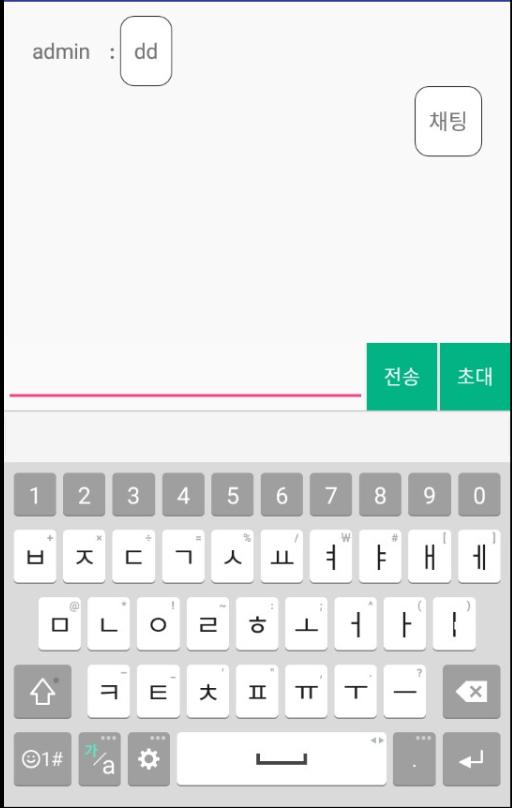 admin : dd
채팅
전송 초대
1 2 3 4 5 6 7 8 9 0
+ × ÷ = % / ₩ # [ ]
ㅂ ㅈ ㄷ ㄱ ㅅ ㅛ ㅕ ㅑ ㅐ ㅔ
@ * ! ~ : ; ^ ( )
ㅁ ㄴ ㅇ ㄹ ㅎ ㅗ ㅓ ㅏ ㅣ
- _ ' " , . ?
ㅋ ㅌ ㅊ ㅍ ㅠ ㅜ ㅡ
1# 가/a .